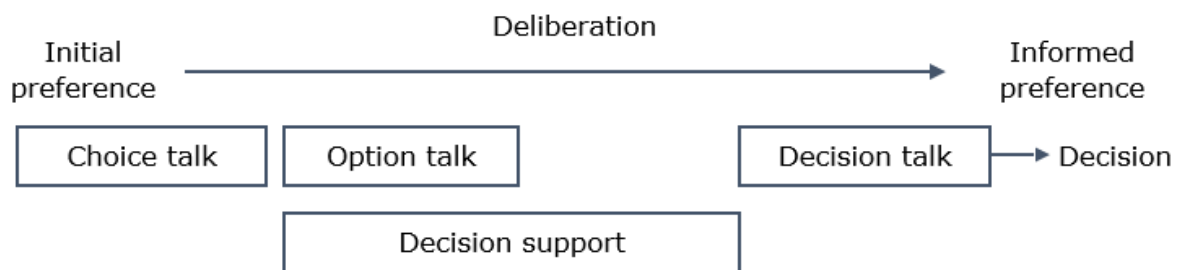 Deliberation
Initial
preference
Informed
preference
Choice talk
Option talk
Decision talk
Decision
Decision support